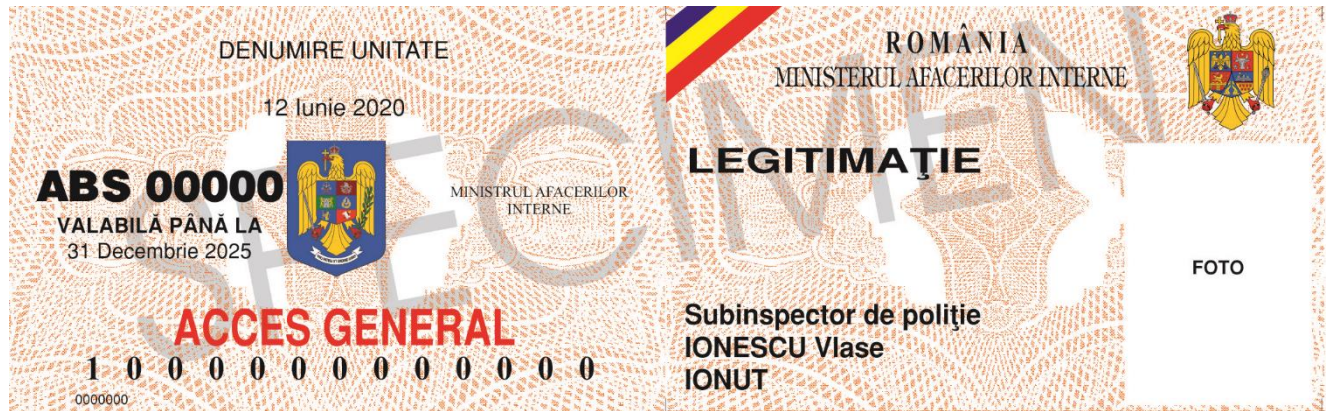 DENUMIRE UNITATE
12 Iunie 2020
ABS 00000
VALABILĂ PÂNĂ LA
31 Decembrie 2025
MINISTRUL AFACERILOR
INTERNE
ACCES GENERAL
1 0 0 0 0 0 0 0 0 0 0 0 0
0000000
ROMÂNIA
MINISTERUL AFACERILOR INTERNE
LEGITIMAŢIE
FOTO
Subinspector de poliţie
IONESCU Vlase
IONUT
SPECIMEN